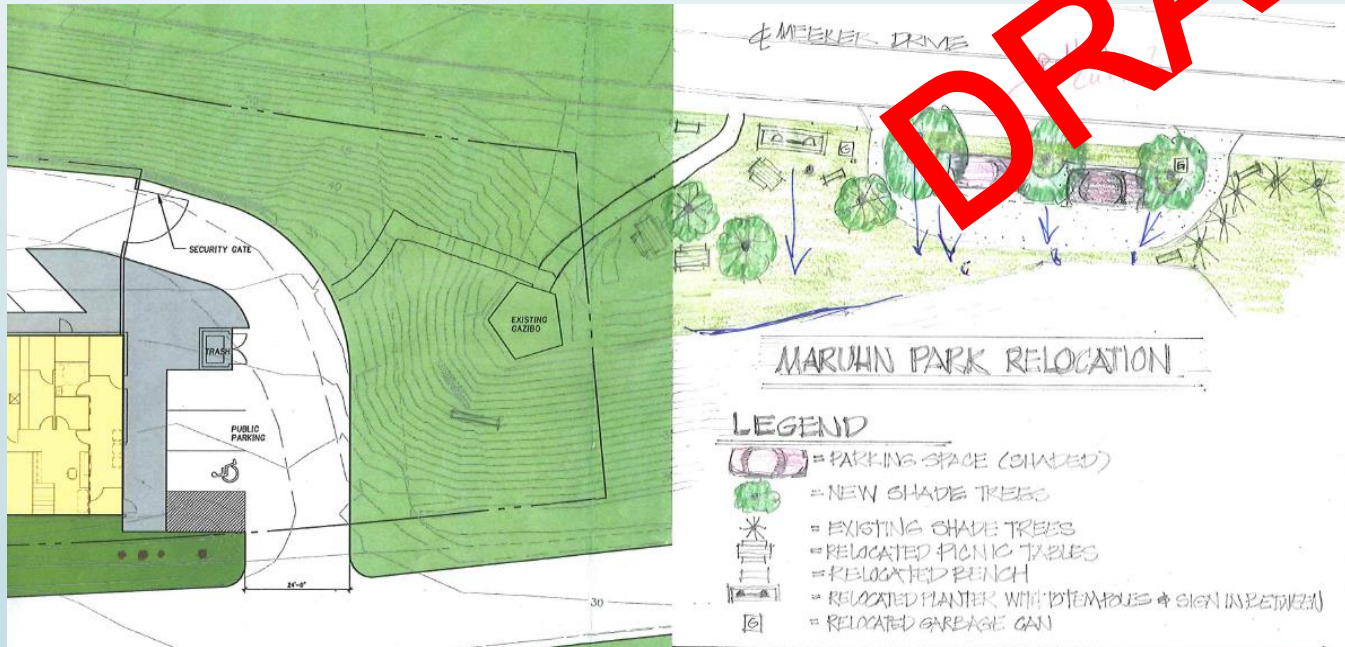 ℄ MEEKER DRIVE
DRA
G
G
40
SECURITY GATE
EXISTING
GAZIBO
TRASH
PUBLIC
PARKING
24'-0"
30
MARUHN PARK RELOCATION
LEGEND
= PARKING SPACE (SHADED)
= NEW SHADE TREES
= EXISTING SHADE TREES
= RELOCATED PICNIC TABLES
= RELOCATED BENCH
= RELOCATED PLANTER WITH TOTEMPOLES & SIGN IN BETWEEN
G = RELOCATED GARBAGE CAN